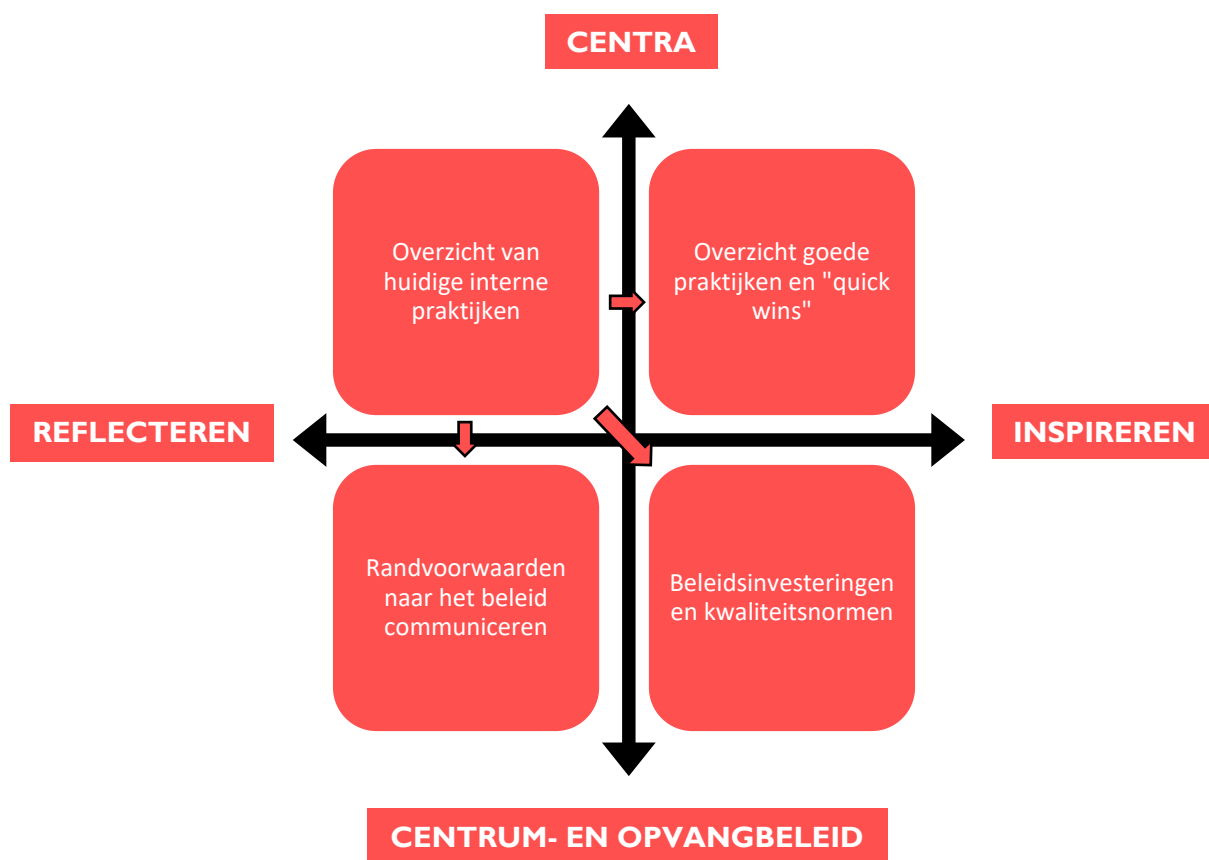 CENTRA
Overzicht van
huidige interne
praktijken
Overzicht goede
praktijken en "quick
wins"
REFLECTEREN
INSPIREREN
Randvoorwaarden
naar het beleid
communiceren
Beleidsinvesteringen
en kwaliteitsnormen
CENTRUM- EN OPVANGBELEID